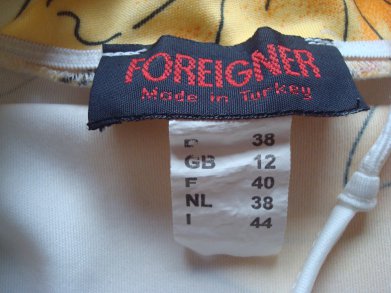 FOREIGNER
Made in Turkey
D 38
GB 12
F 40
NL 38
I 44